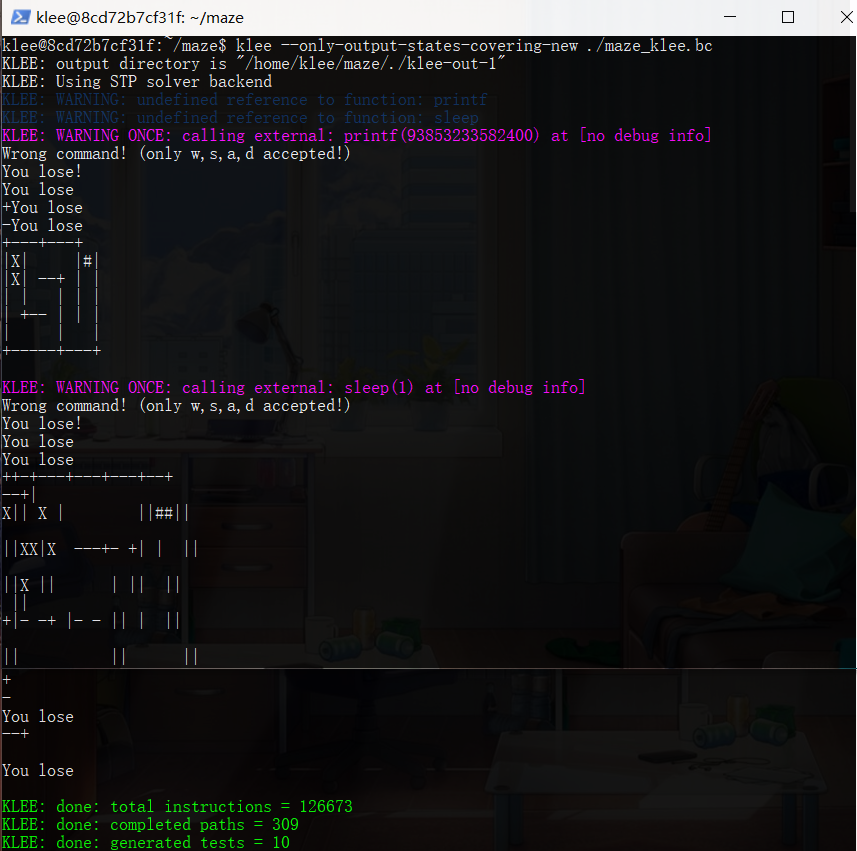 klee@8cd72b7cf31f: ~/maze
klee@8cd72b7cf31f:~/maze$ klee --only-output-states-covering-new ./maze_klee.bc
KLEE: output directory is "/home/klee/maze/./klee-out-1"
KLEE: Using STP solver backend
KLEE: WARNING: undefined reference to function: printf
KLEE: WARNING: undefined reference to function: sleep
KLEE: WARNING ONCE: calling external: printf(93853233582400) at [no debug info]
Wrong command! (only w,s,a,d accepted!)
You lose!
You lose
+You lose
-You lose
+---+---+
|X|     |#|
|X| --+ | |
| |   | | |
| +-- | | |
|     |   |
+-----+---+
KLEE: WARNING ONCE: calling external: sleep(1) at [no debug info]
Wrong command! (only w,s,a,d accepted!)
You lose!
You lose
You lose
++-+---+---+---+--+
--+|
X|| X |        ||##||
||XX|X  ---+- +| |  ||
||X ||      | ||  ||
 ||
+|- -+ |- - || |  ||
||          ||      ||
+
-
You lose
--+
You lose
KLEE: done: total instructions = 126673
KLEE: done: completed paths = 309
KLEE: done: generated tests = 10